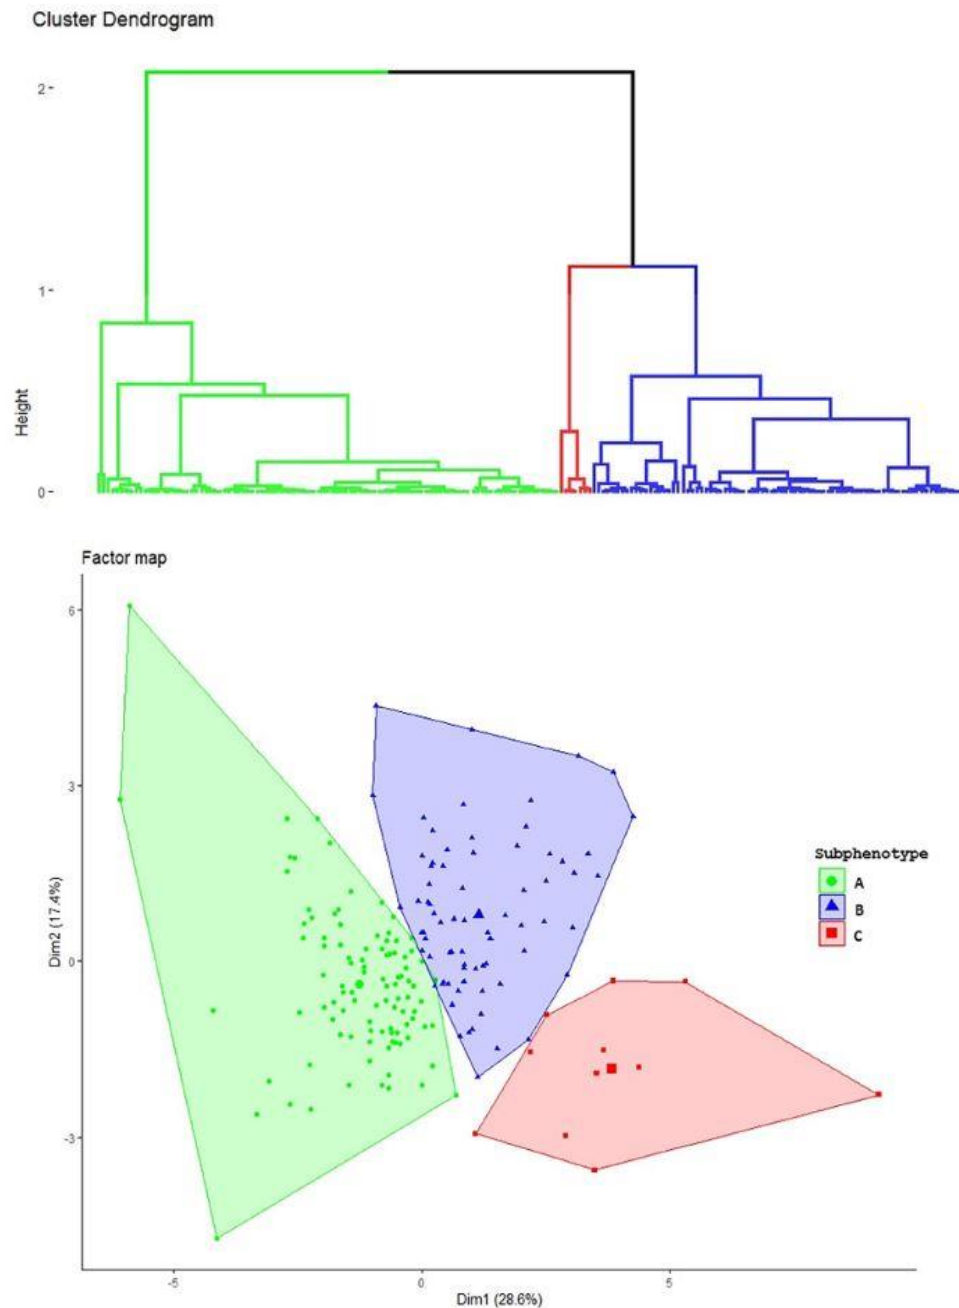 Cluster Dendrogram
2
1
0
Height
Factor map
6
3
0
-3
Dim2 (17.4%)
Subphenotype
A
B
C
-5
0
5
Dim1 (28.6%)